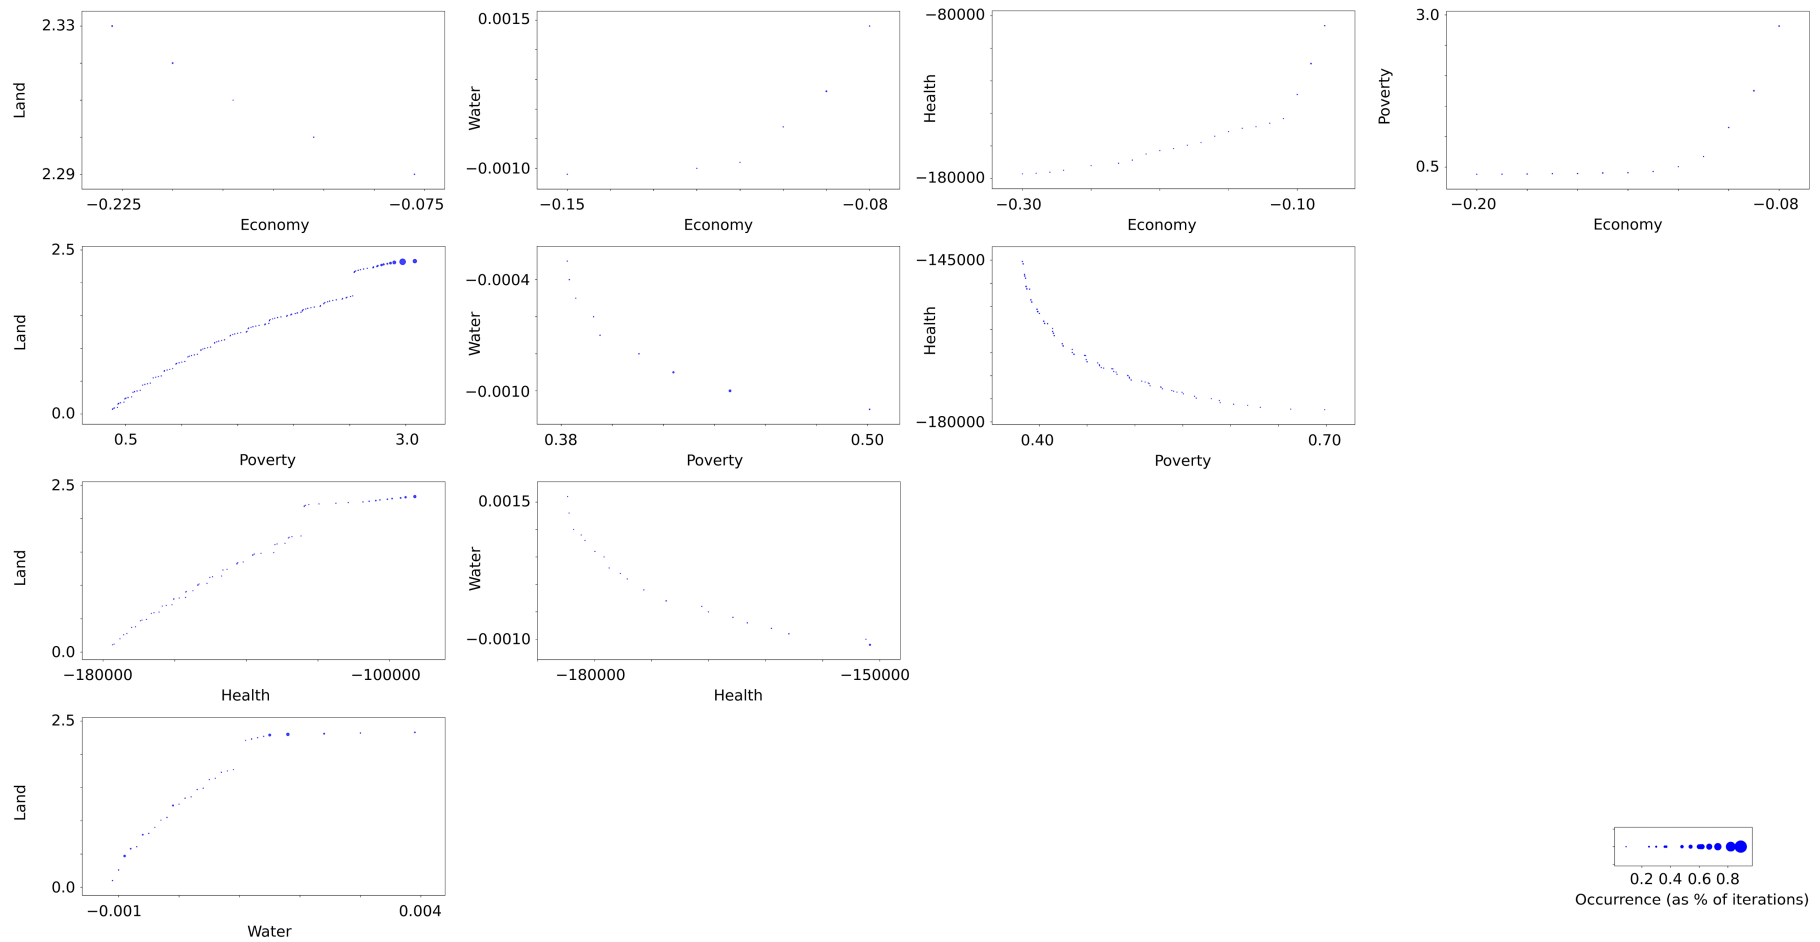 2.33
2.29
Land
−0.225
−0.075
Economy
0.0015
−0.0010
Water
−0.15
−0.08
Economy
−80000
−180000
Health
−0.30
−0.10
Economy
3.0
0.5
Poverty
−0.20
−0.08
Economy
2.5
0.0
Land
0.5
3.0
Poverty
−0.0004
−0.0010
Water
0.38
0.50
Poverty
−145000
−180000
Health
0.40
0.70
Poverty
2.5
0.0
Land
−180000
−100000
Health
0.0015
−0.0010
Water
−180000
−150000
Health
2.5
0.0
Land
−0.001
0.004
Water
0.2 0.4 0.6 0.8
Occurrence (as % of iterations)